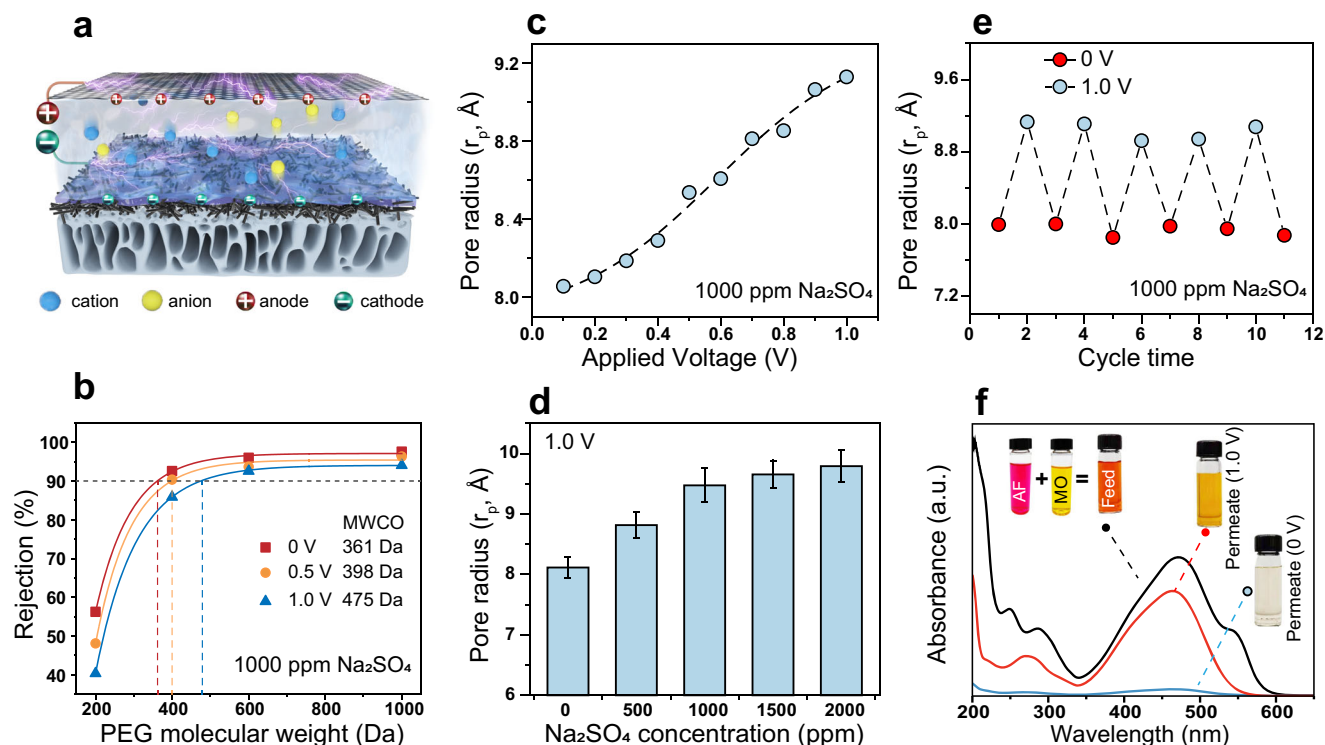 a
cation
anion
anode
cathode
b
Rejection (%)
100
90
80
70
60
50
40
MWCO
0 V 361 Da
0.5 V 398 Da
1.0 V 475 Da
1000 ppm Na₂SO₄
200 400 600 800 1000
PEG molecular weight (Da)
c
Pore radius (rₚ, Å)
9.2
8.8
8.4
8.0
1000 ppm Na₂SO₄
0.0 0.2 0.4 0.6 0.8 1.0
Applied Voltage (V)
d
Pore radius (rₚ, Å)
10
9
8
7
6
1.0 V
0 500 1000 1500 2000
Na₂SO₄ concentration (ppm)
e
0 V
1.0 V
Pore radius (rₚ, Å)
9.6
8.8
8.0
7.2
1000 ppm Na₂SO₄
0 2 4 6 8 10 12
Cycle time
f
Absorbance (a.u.)
AF + MO = Feed
Permeate (1.0 V)
Permeate (0 V)
200 300 400 500 600
Wavelength (nm)